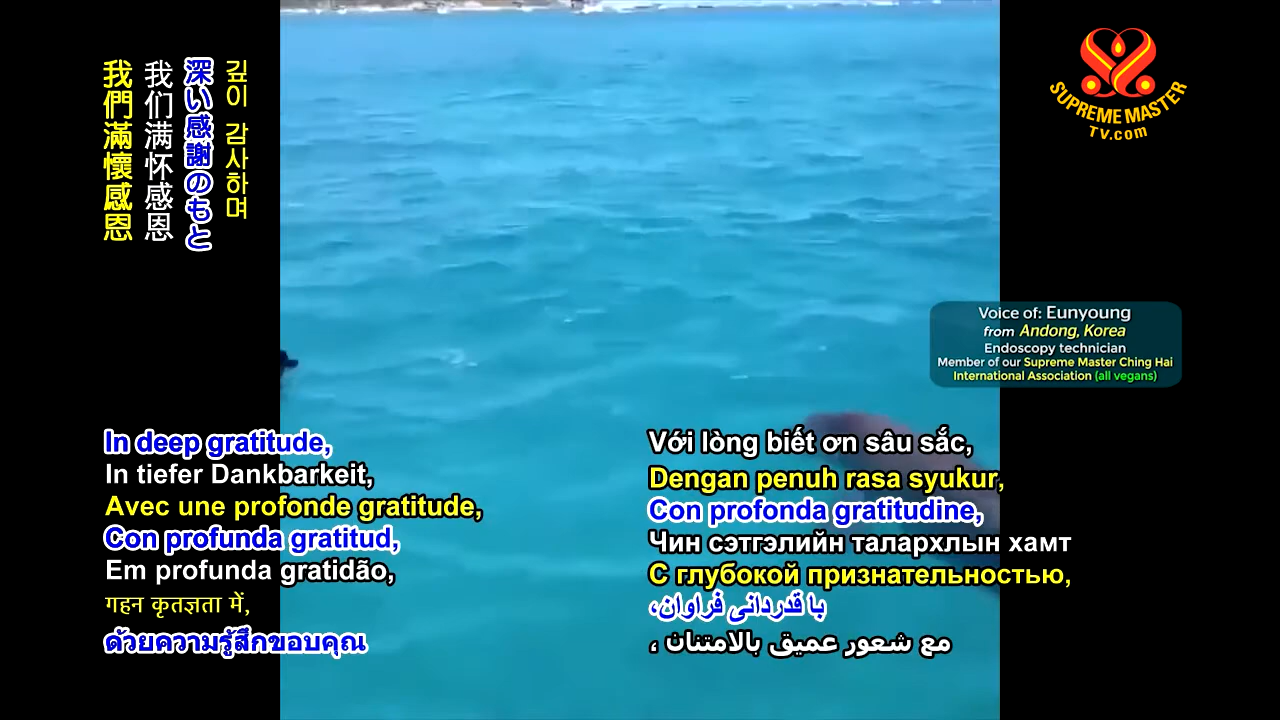 我們滿懷感恩
我们满怀感恩
深い感謝のもと
깊이 감사하며
SUPREME MASTER
TV.com
Voice of: Eunyoung
from Andong, Korea
Endoscopy technician
Member of our Supreme Master Ching Hai
International Association (all vegans)
In deep gratitude,
In tiefer Dankbarkeit,
Avec une profonde gratitude,
Con profunda gratitud,
Em profunda gratidão,
गहन कृतज्ञता में,
ด้วยความรู้สึกขอบคุณ
Với lòng biết ơn sâu sắc,
Dengan penuh rasa syukur,
Con profonda gratitudine,
Чин сэтгэлийн талархлын хамт
С глубокой признательностью,
با قدردانی فراوان،
مع شعور عميق بالامتنان ،